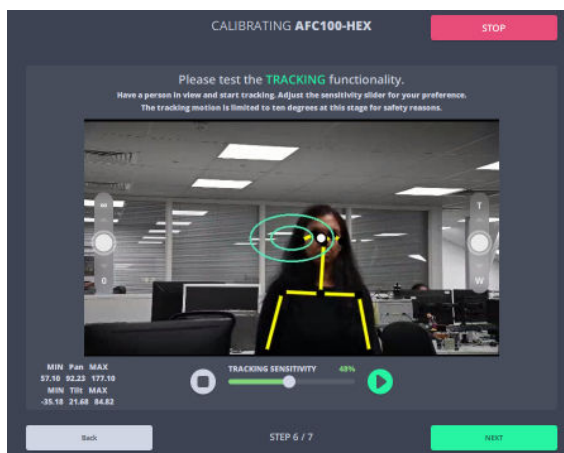 CALIBRATING AFC100-HEX
STOP
Please test the TRACKING functionality.
Have a person in view and start tracking. Adjust the sensitivity slider for your preference.
The tracking motion is limited to ten degrees at this stage for safety reasons.
∞
T
0
W
MIN Pan MAX
57.10 92.23 177.10
MIN Tilt MAX
-35.18 21.68 84.82
TRACKING SENSITIVITY 48%
Back
STEP 6 / 7
NEXT